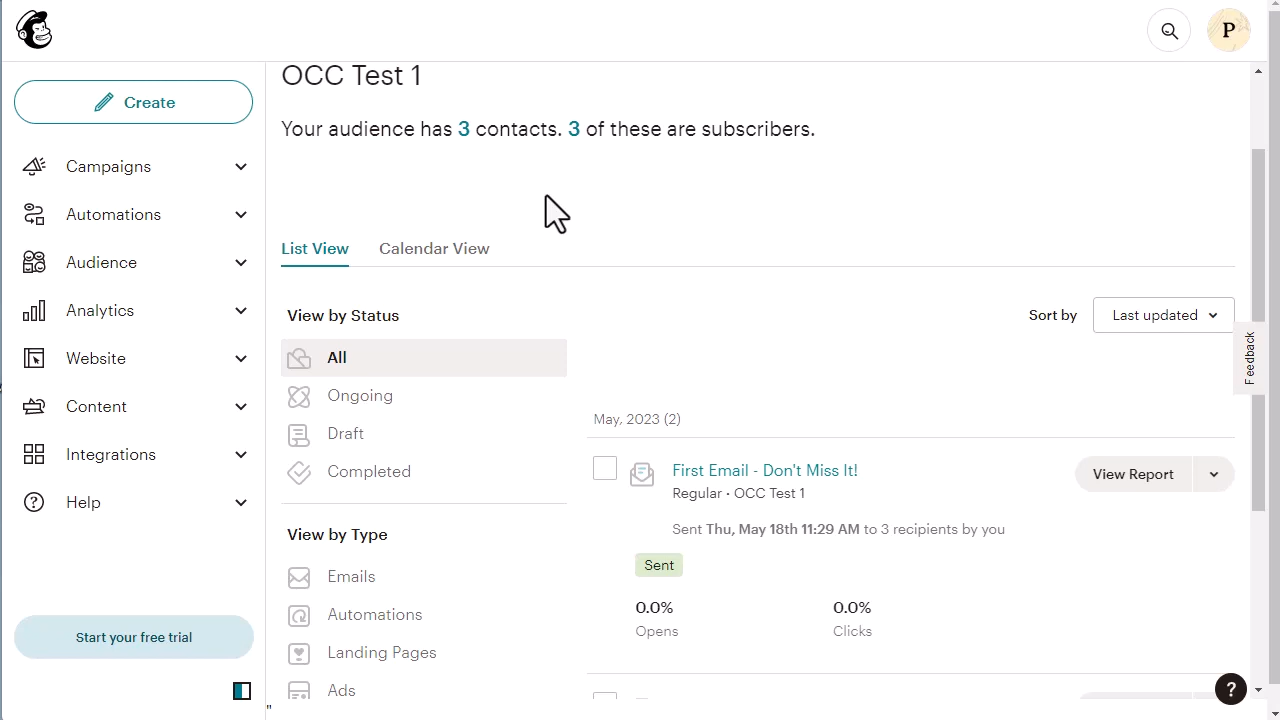 P
Create
Campaigns
Automations
Audience
Analytics
Website
Content
Integrations
Help
Start your free trial
OCC Test 1
Your audience has 3 contacts. 3 of these are subscribers.
List View
Calendar View
View by Status
All
Ongoing
Draft
Completed
View by Type
Emails
Automations
Landing Pages
Ads
Sort by
Last updated
May, 2023 (2)
First Email - Don't Miss It!
Regular · OCC Test 1
Sent Thu, May 18th 11:29 AM to 3 recipients by you
View Report
Sent
0.0%
Opens
0.0%
Clicks
Feedback
?
"